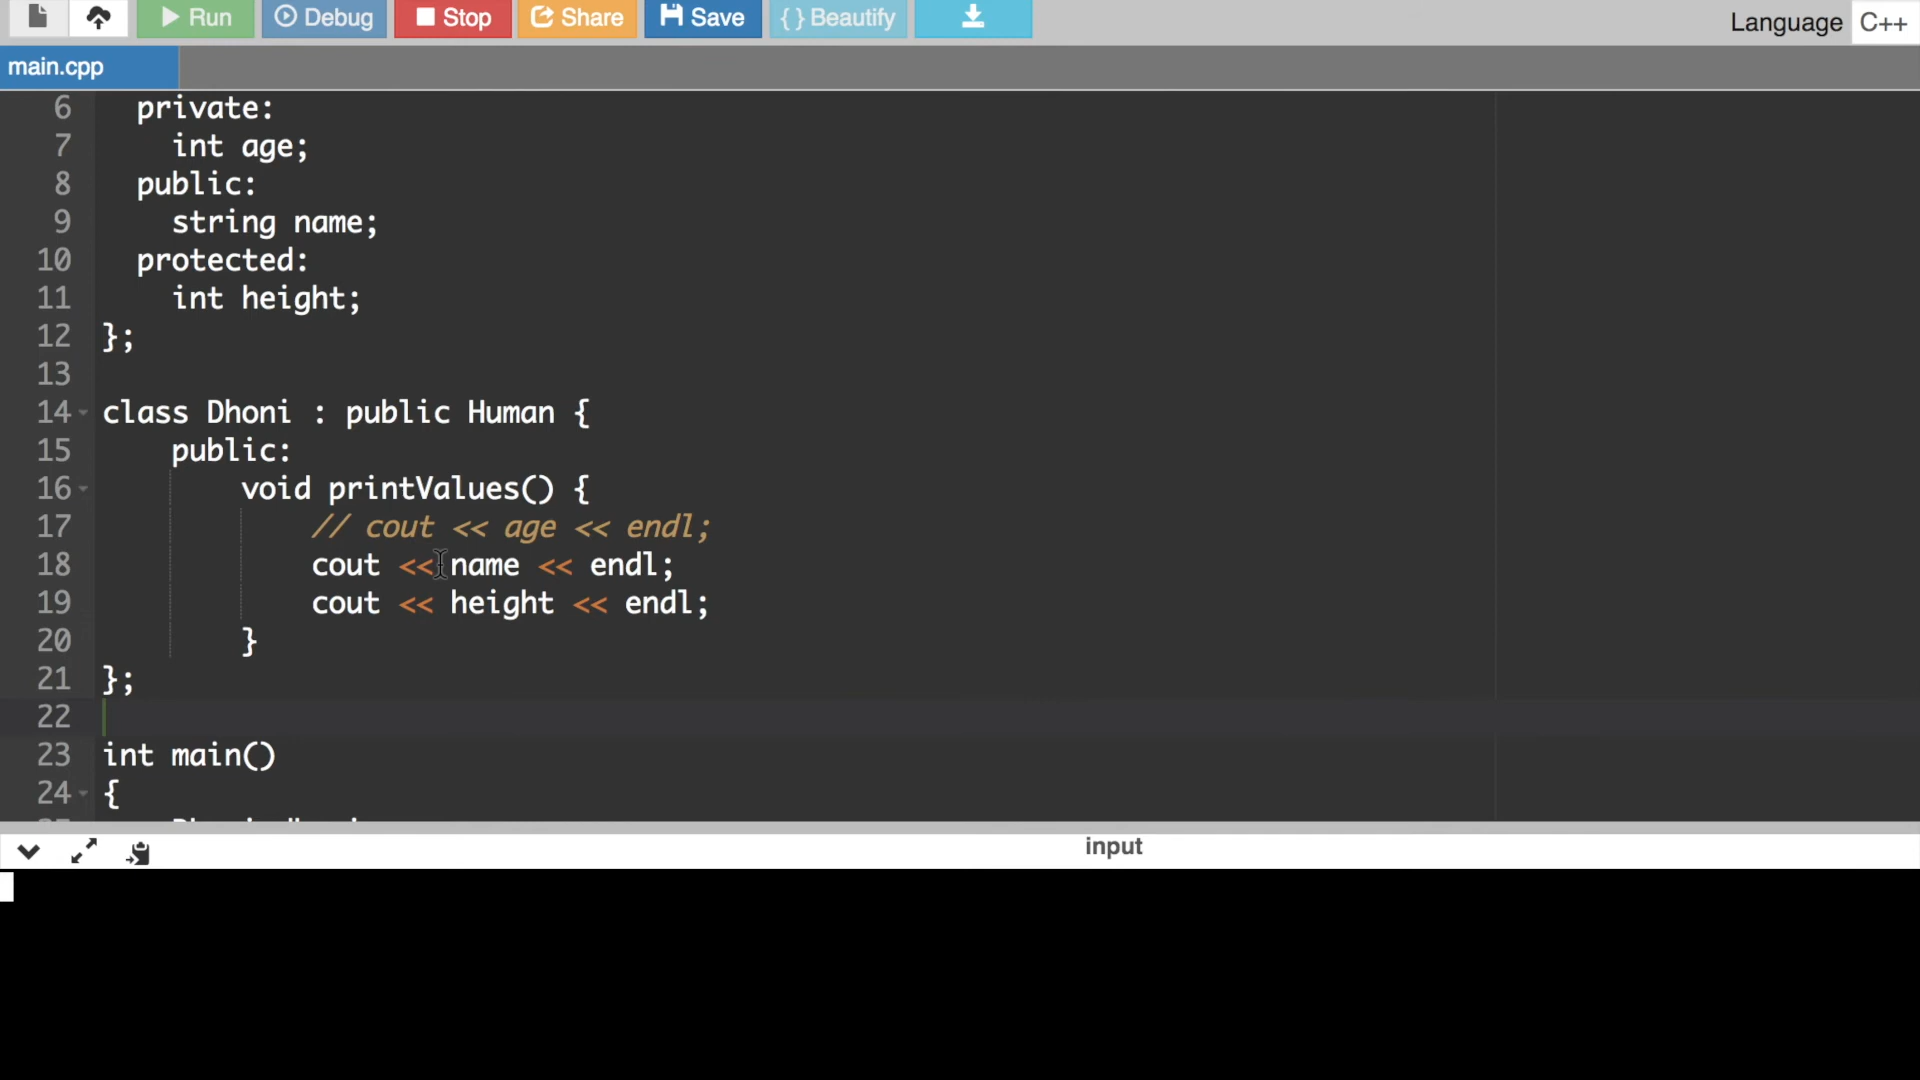 Run Debug Stop Share Save {} Beautify Language C++
main.cpp
6 private:
7 int age;
8 public:
9 string name;
10 protected:
11 int height;
12 };
13
14 class Dhoni : public Human {
15 public:
16 void printValues() {
17 // cout << age << endl;
18 cout << name << endl;
19 cout << height << endl;
20 }
21 };
22
23 int main()
24 {
input